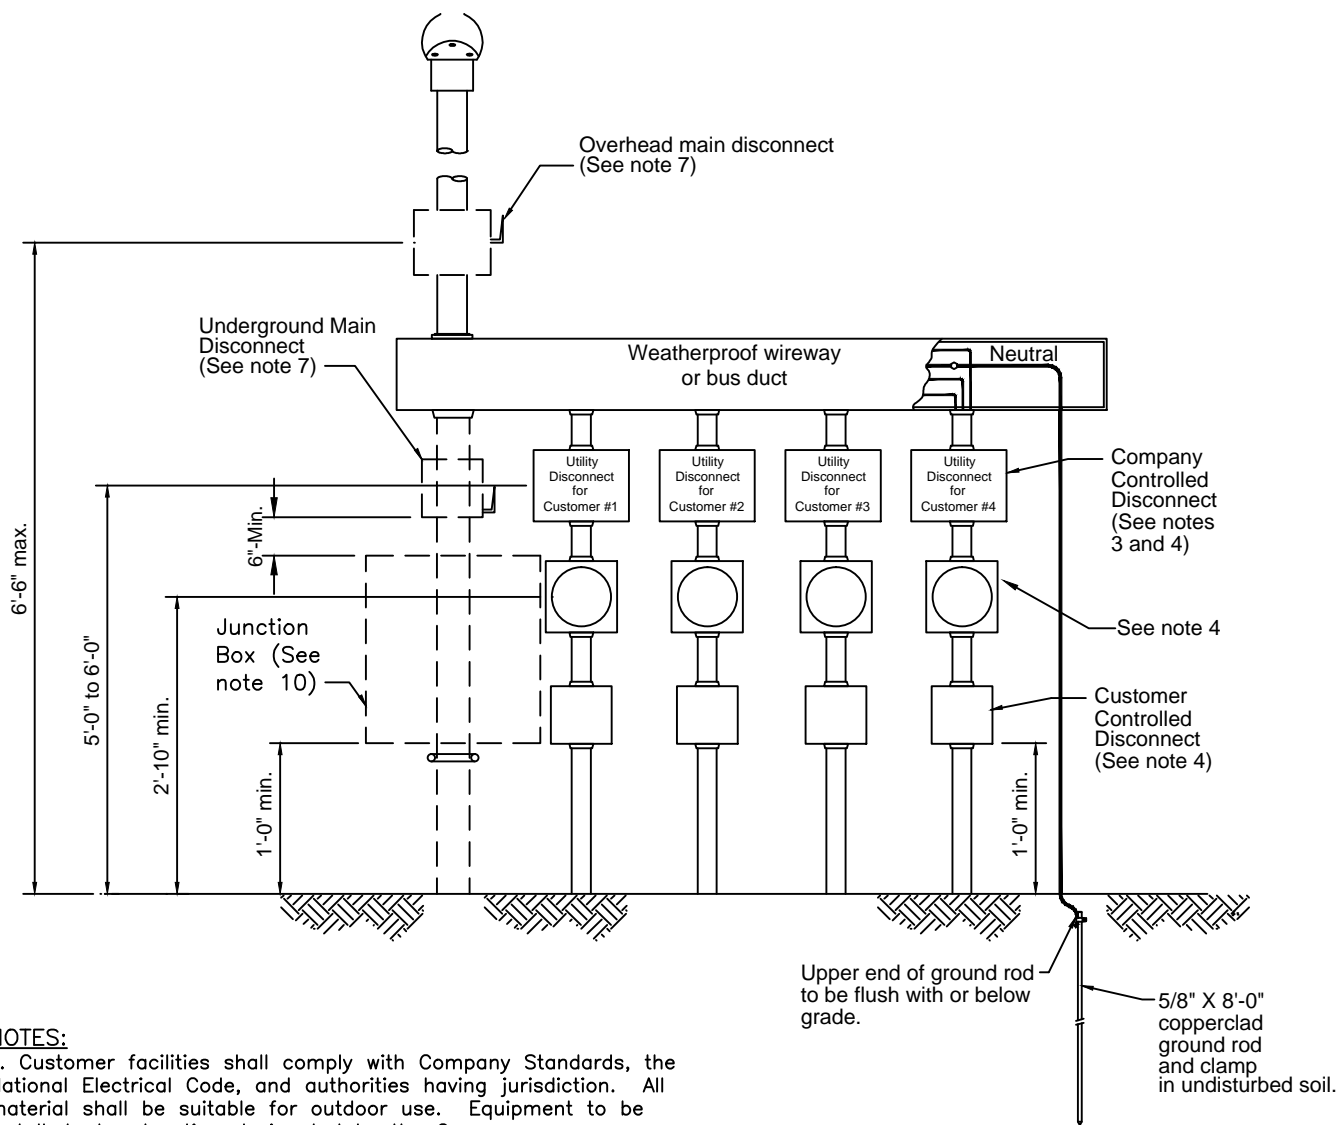 Overhead main disconnect
(See note 7)
Underground Main
Disconnect
(See note 7)
Weatherproof wireway
or bus duct
Neutral
Utility
Disconnect
for
Customer #1
Utility
Disconnect
for
Customer #2
Utility
Disconnect
for
Customer #3
Utility
Disconnect
for
Customer #4
Company
Controlled
Disconnect
(See notes
3 and 4)
6'-6" max.
5'-0" to 6'-0"
2'-10" min.
6"-Min.
1'-0" min.
Junction
Box (See
note 10)
See note 4
Customer
Controlled
Disconnect
(See note 4)
1'-0" min.
Upper end of ground rod
to be flush with or below
grade.
5/8" X 8'-0"
copperclad
ground rod
and clamp
in undisturbed soil.
NOTES:
. Customer facilities shall comply with Company Standards, the
National Electrical Code, and authorities having jurisdiction. All
material shall be suitable for outdoor use. Equipment to be